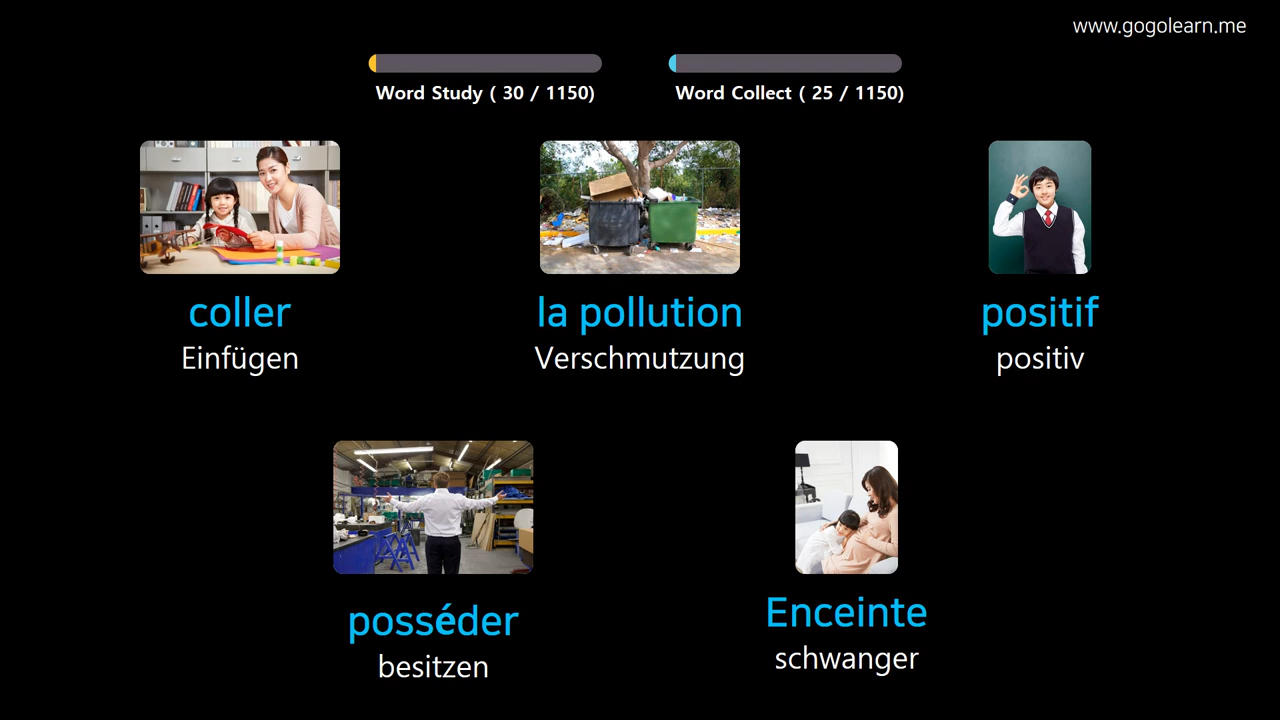 www.gogolearn.me
Word Study ( 30 / 1150)
Word Collect ( 25 / 1150)
coller
Einfügen
la pollution
Verschmutzung
positif
positiv
posséder
besitzen
Enceinte
schwanger